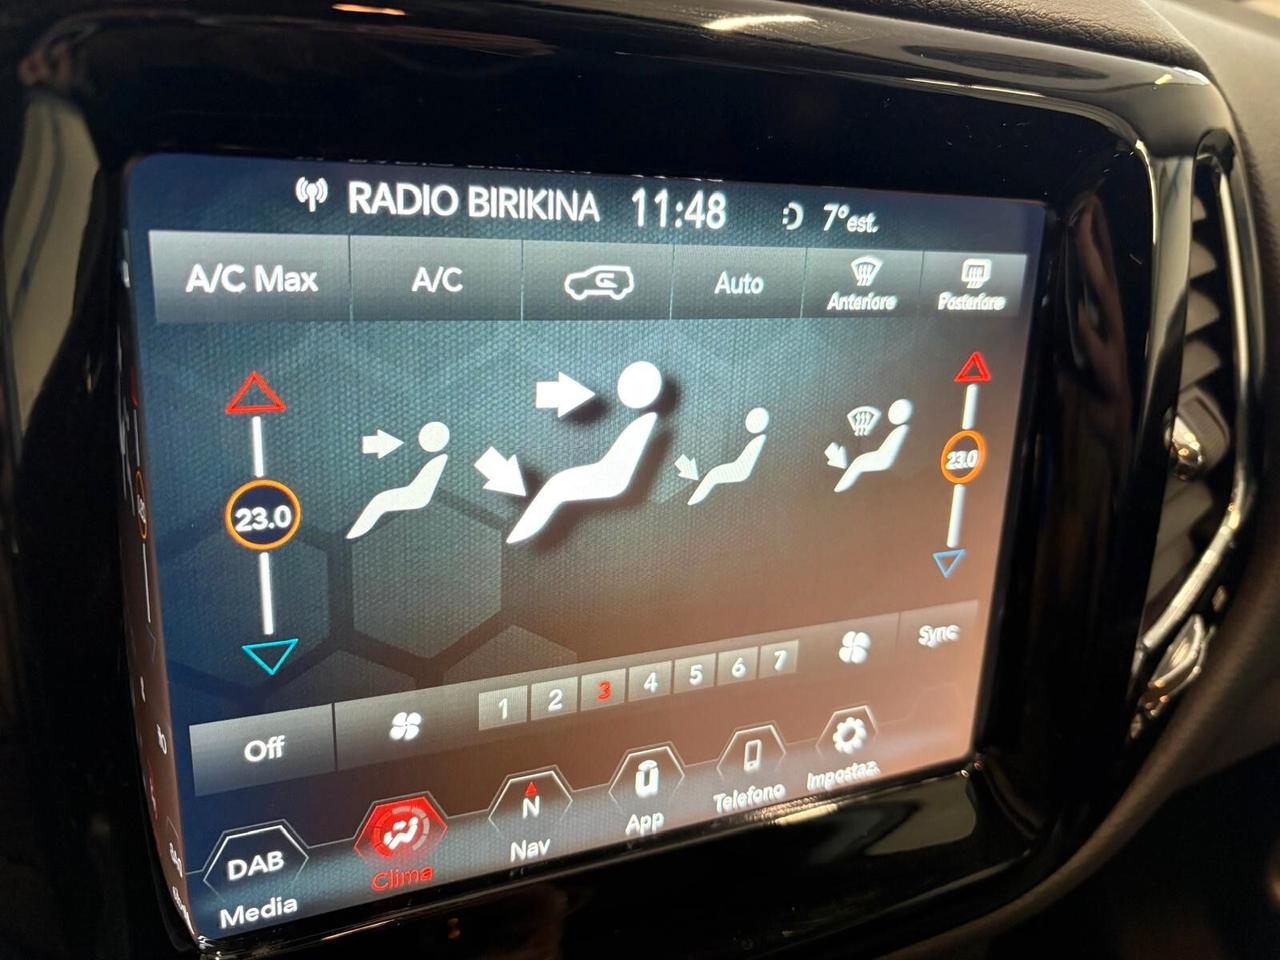 RADIO BIRIKINA 11:48 7°est.
A/C Max A/C Auto Anteriore Posteriore
23.0 23.0
1 2 3 4 5 6 7 Sync
Off
DAB N
Media Clima Nav App Telefono Impostaz.